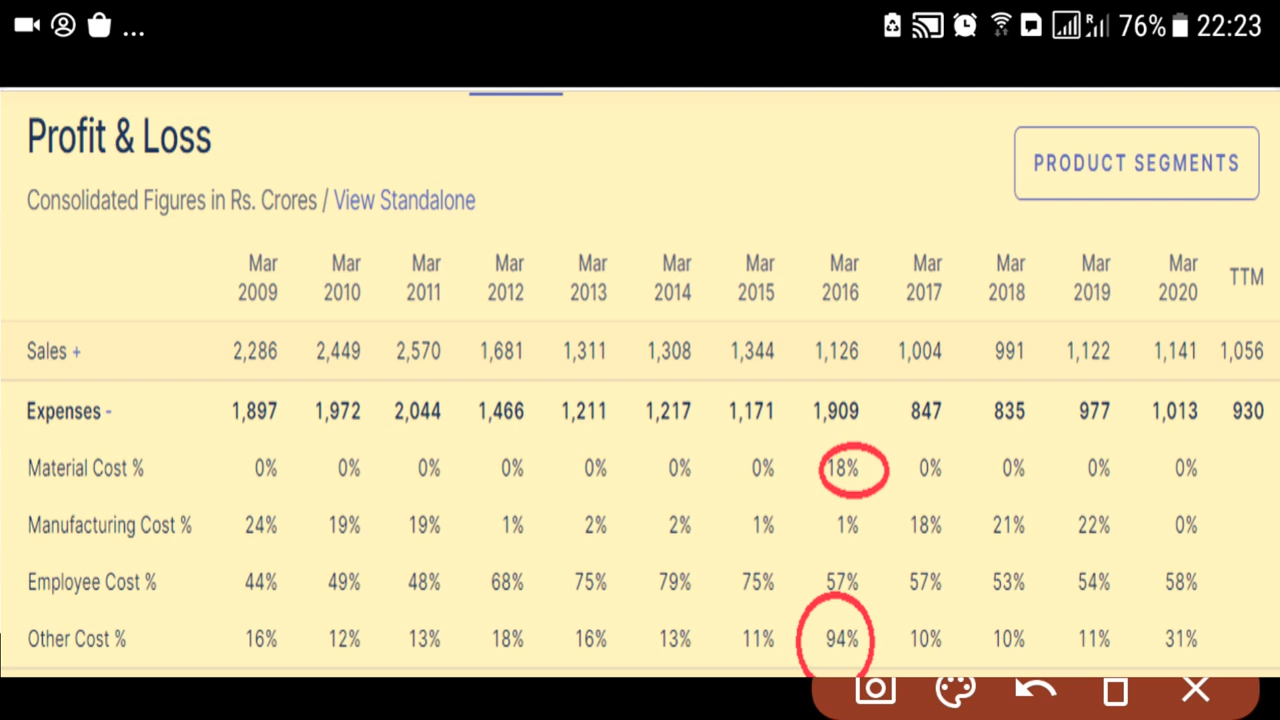 ... 76% 22:23
Profit & Loss
PRODUCT SEGMENTS
Consolidated Figures in Rs. Crores / View Standalone
Mar 2009 Mar 2010 Mar 2011 Mar 2012 Mar 2013 Mar 2014 Mar 2015 Mar 2016 Mar 2017 Mar 2018 Mar 2019 Mar 2020 TTM
Sales + 2,286 2,449 2,570 1,681 1,311 1,308 1,344 1,126 1,004 991 1,122 1,141 1,056
Expenses - 1,897 1,972 2,044 1,466 1,211 1,217 1,171 1,909 847 835 977 1,013 930
Material Cost % 0% 0% 0% 0% 0% 0% 0% 18% 0% 0% 0% 0%
Manufacturing Cost % 24% 19% 19% 1% 2% 2% 1% 1% 18% 21% 22% 0%
Employee Cost % 44% 49% 48% 68% 75% 79% 75% 57% 57% 53% 54% 58%
Other Cost % 16% 12% 13% 18% 16% 13% 11% 94% 10% 10% 11% 31%